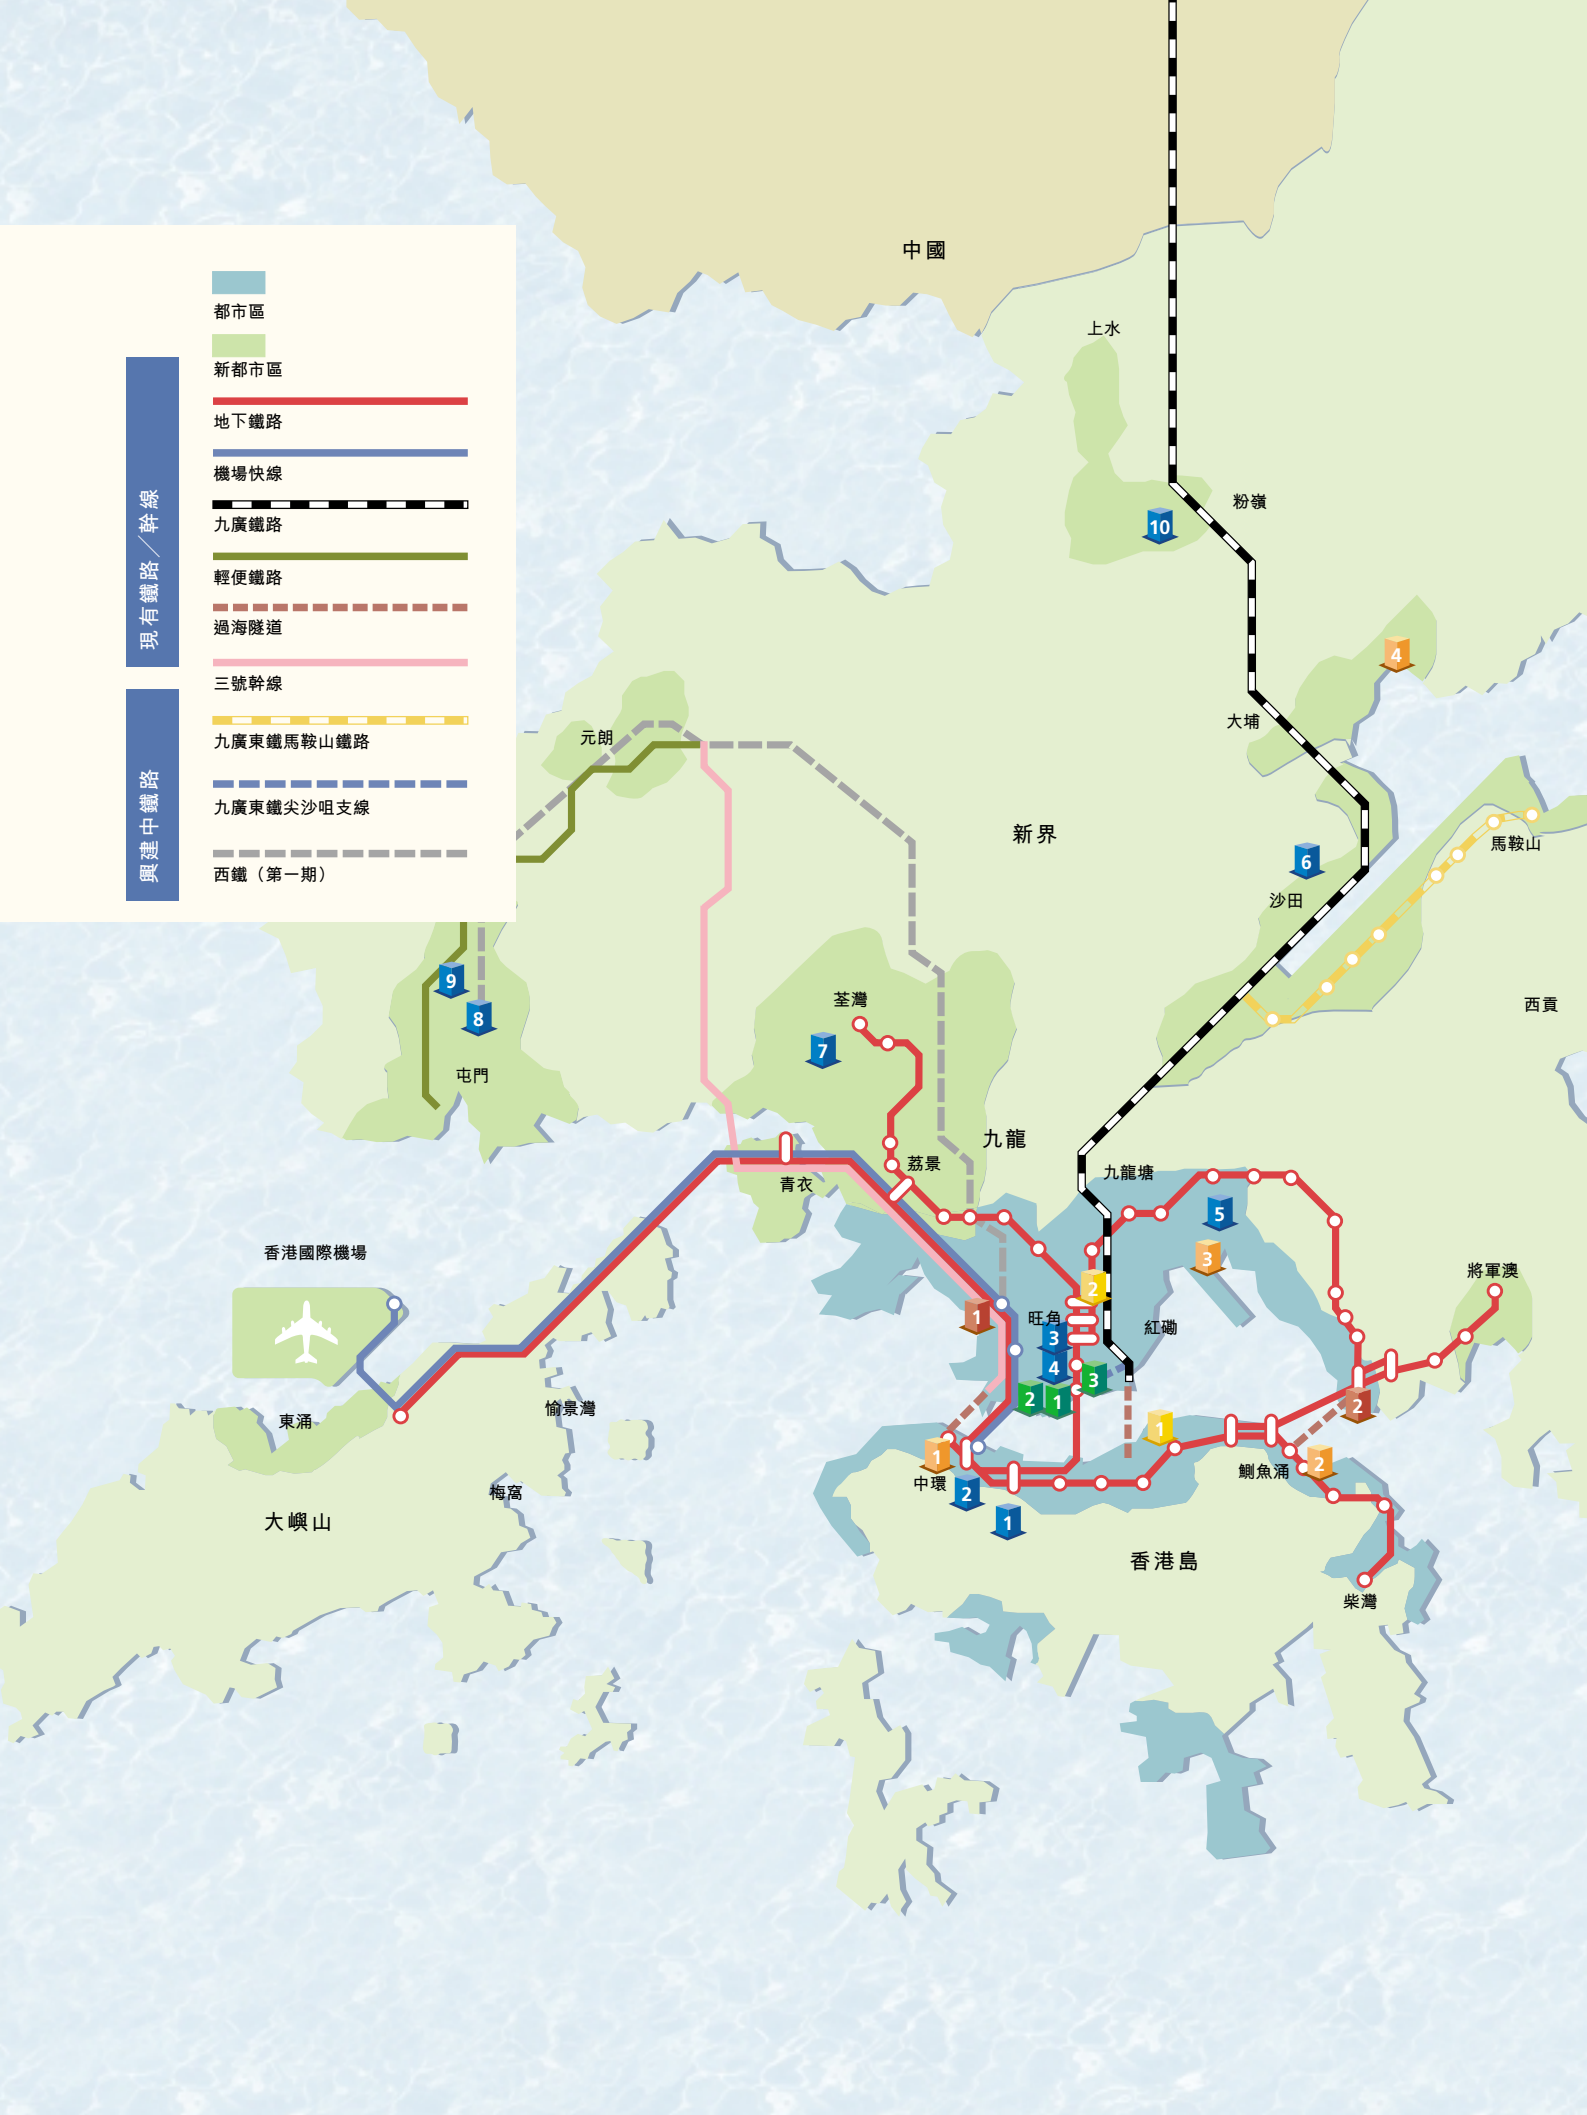 中國
上水
都市區
新都市區
地下鐵路
機場快線
九廣鐵路
輕便鐵路
過海隧道
三號幹線
九廣東鐵馬鞍山鐵路
九廣東鐵尖沙咀支線
西鐵（第一期）
現有鐵路／幹線
興建中鐵路
粉嶺
10
4
大埔
元朗
新界
馬鞍山
6
沙田
9
8
荃灣
西貢
7
屯門
九龍
荔景
九龍塘
青衣
5
香港國際機場
3
將軍澳
2
1
旺角
紅磡
3
4
3
2
1
東涌
愉景灣
2
1
1
中環
鰂魚涌
2
梅窩
2
1
大嶼山
香港島
柴灣